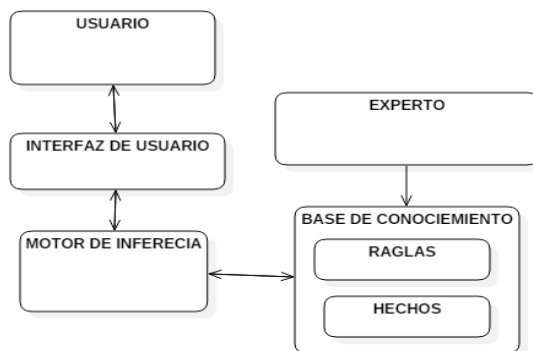 USUARIO
EXPERTO
INTERFAZ DE USUARIO
BASE DE CONOCIEMIENTO
MOTOR DE INFERECIA
RAGLAS
HECHOS